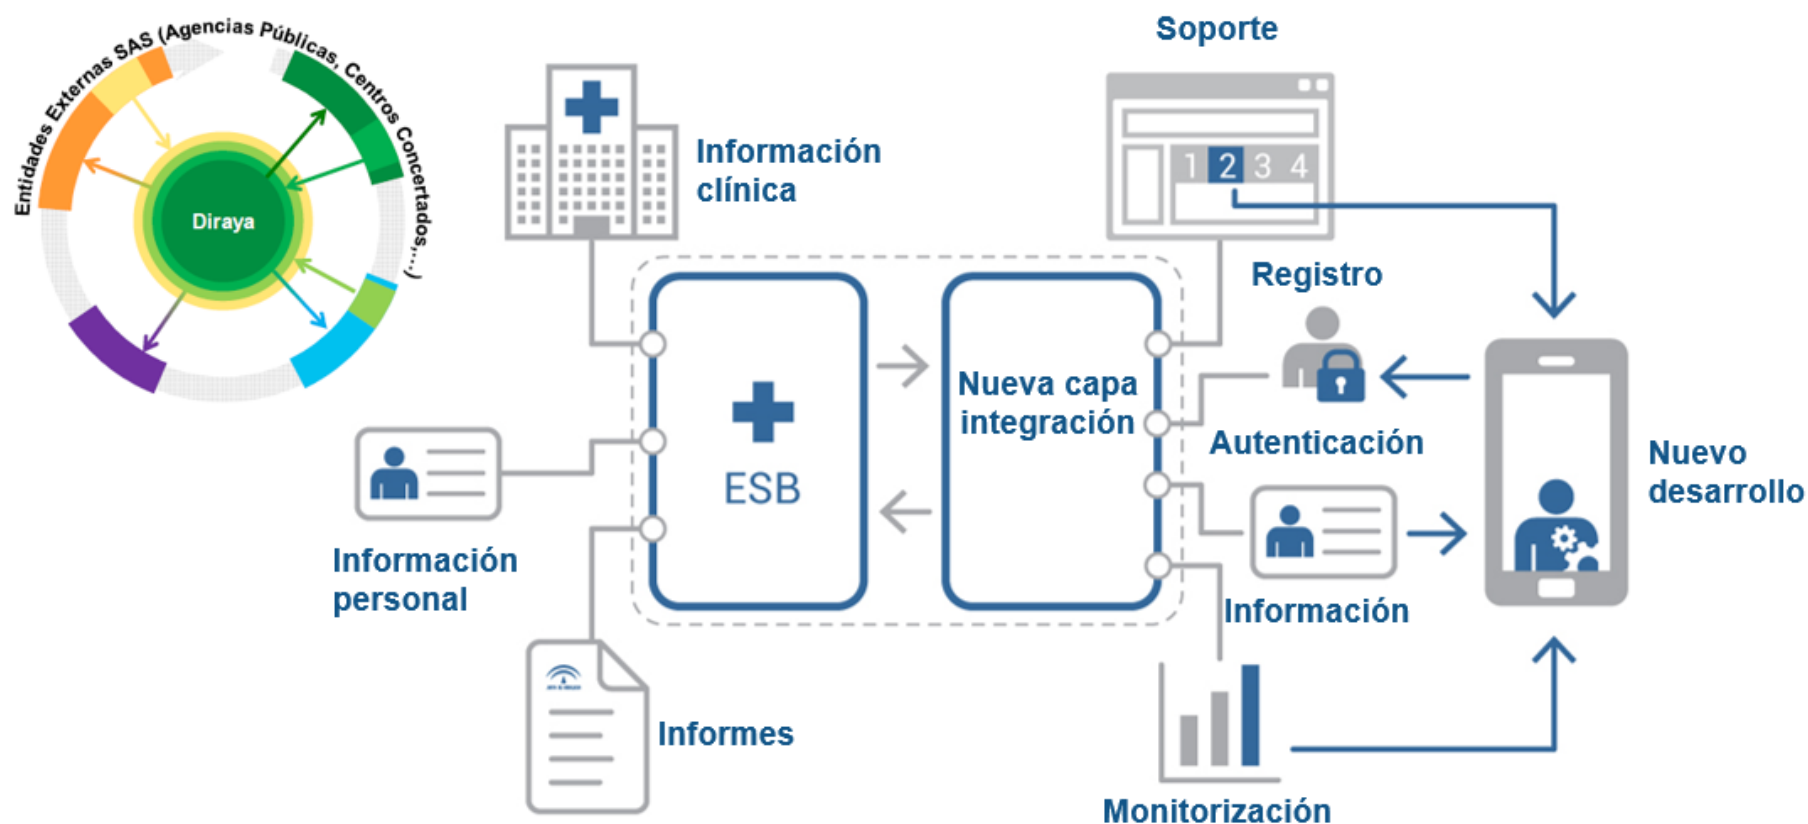 Entidades Externas SAS (Agencias Públicas, Centros Concertados,....)
Diraya
Información
clínica
Información
personal
Informes
ESB
Nueva capa
integración
Soporte
1 2 3 4
Registro
Autenticación
Información
Monitorización
Nuevo
desarrollo